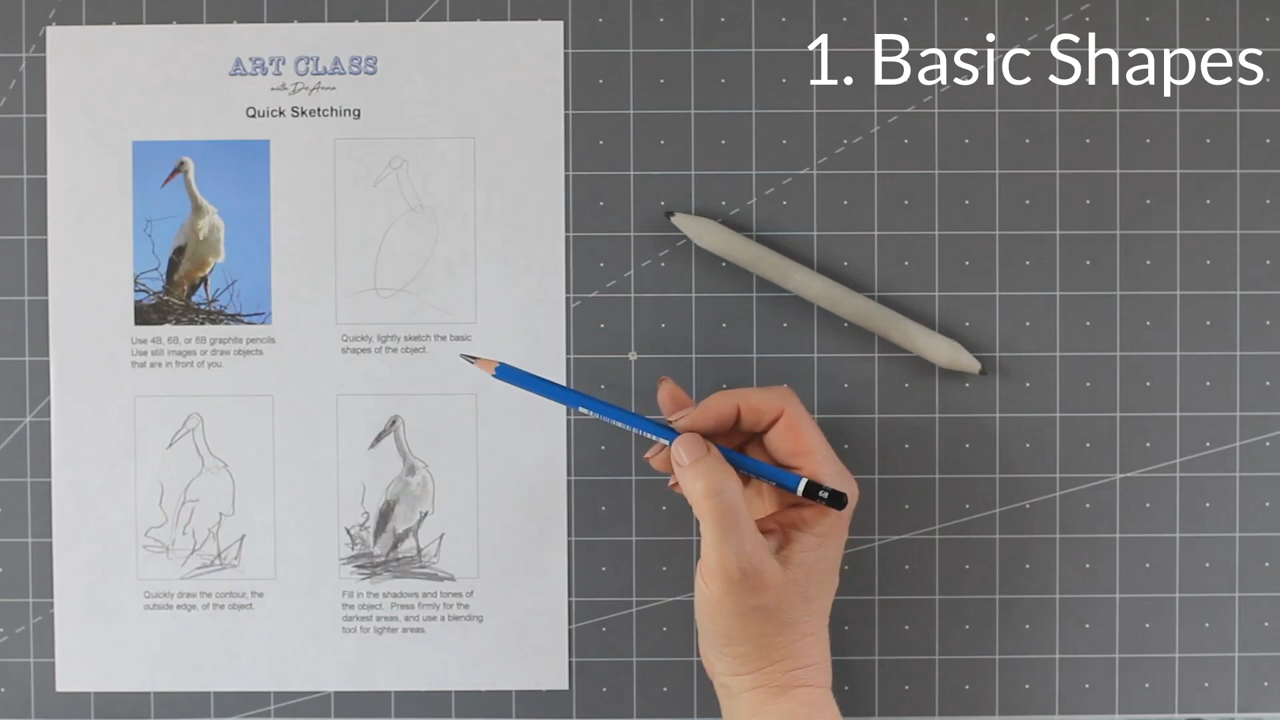 1. Basic Shapes
ART CLASS
with DeAnna
Quick Sketching
Use 4B, 6B, or 8B graphite pencils.
Use still images or draw objects
that are in front of you.
Quickly, lightly sketch the basic
shapes of the object.
Quickly draw the contour, the
outside edge, of the object.
Fill in the shadows and tones of
the object. Press firmly for the
darkest areas, and use a blending
tool for lighter areas.
6B